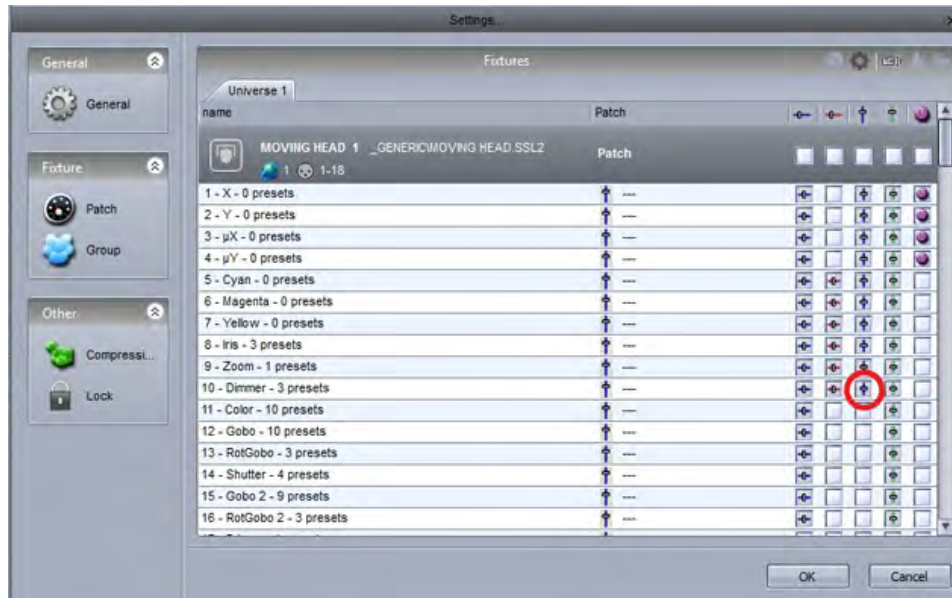 Settings...
General
General
Fixture
Patch
Group
Other
Compressi...
Lock
Fixtures
Universe 1
name Patch
MOVING HEAD 1 _GENERIC\MOVING HEAD.SSL2 Patch
1 1-18
1 - X - 0 presets ---
2 - Y - 0 presets ---
3 - µX - 0 presets ---
4 - µY - 0 presets ---
5 - Cyan - 0 presets ---
6 - Magenta - 0 presets ---
7 - Yellow - 0 presets ---
8 - Iris - 3 presets ---
9 - Zoom - 1 presets ---
10 - Dimmer - 3 presets ---
11 - Color - 10 presets ---
12 - Gobo - 10 presets ---
13 - RotGobo - 3 presets ---
14 - Shutter - 4 presets ---
15 - Gobo 2 - 9 presets ---
16 - RotGobo 2 - 3 presets ---
OK Cancel